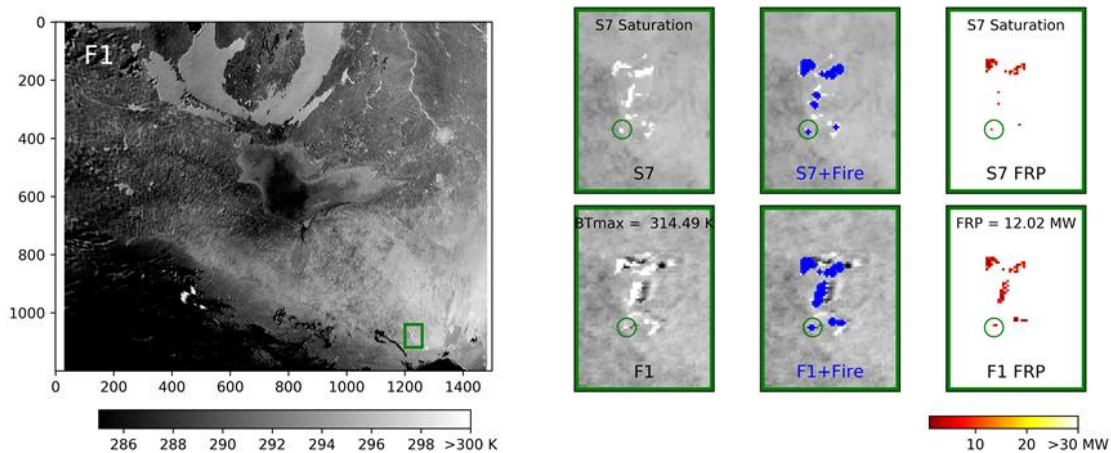 F1
0
200
400
600
800
1000
0 200 400 600 800 1000 1200 1400
286 288 290 292 294 296 298 >300 K
S7 Saturation
S7
S7+Fire
S7 Saturation
S7 FRP
BTmax = 314.49 K
F1
F1+Fire
FRP = 12.02 MW
F1 FRP
10 20 >30 MW